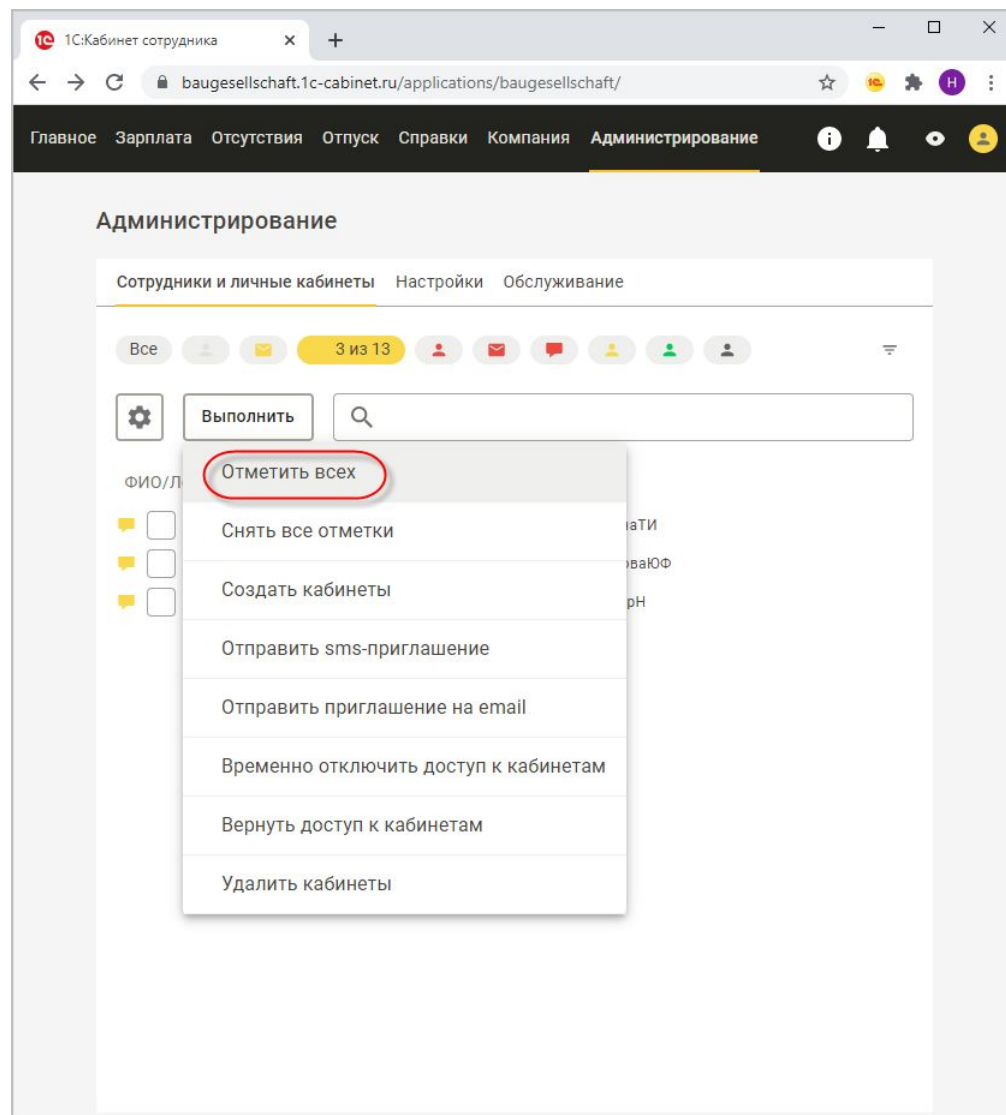 1С:Кабинет сотрудника
baugesellschaft.1c-cabinet.ru/applications/baugesellschaft/
Н
Главное Зарплата Отсутствия Отпуск Справки Компания Администрирование
Администрирование
Сотрудники и личные кабинеты Настройки Обслуживание
Все 3 из 13
Выполнить
ФИО/Л
Отметить всех
Снять все отметки
Создать кабинеты
Отправить sms-приглашение
Отправить приглашение на email
Временно отключить доступ к кабинетам
Вернуть доступ к кабинетам
Удалить кабинеты